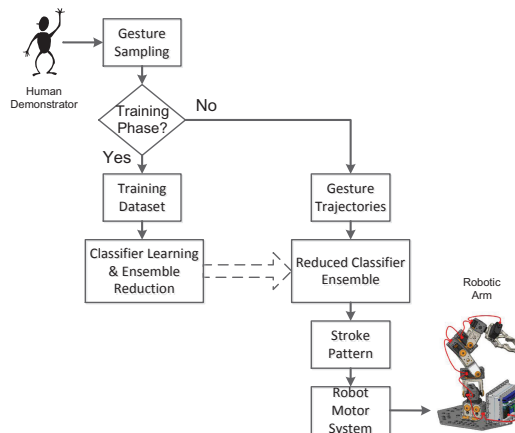 Gesture
Sampling
Human
Demonstrator
Training
Phase?
No
Yes
Training
Dataset
Gesture
Trajectories
Classifier Learning
& Ensemble
Reduction
Reduced Classifier
Ensemble
Robotic
Arm
Stroke
Pattern
Robot
Motor
System